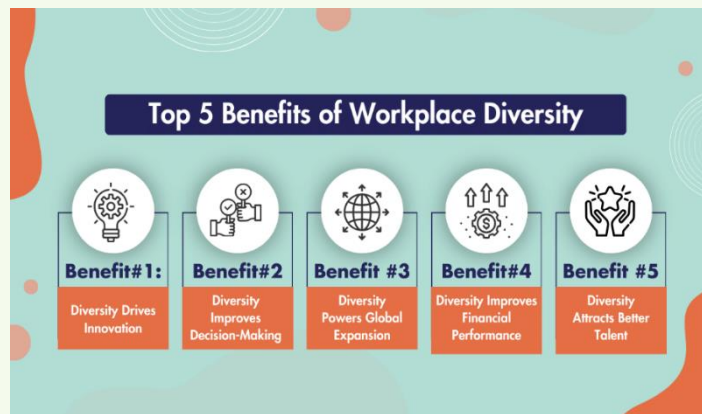 Top 5 Benefits of Workplace Diversity
Benefit#1:
Diversity Drives
Innovation
Benefit#2
Diversity
Improves
Decision-Making
Benefit #3
Diversity
Powers Global
Expansion
Benefit#4
Diversity Improves
Financial
Performance
Benefit #5
Diversity
Attracts Better
Talent